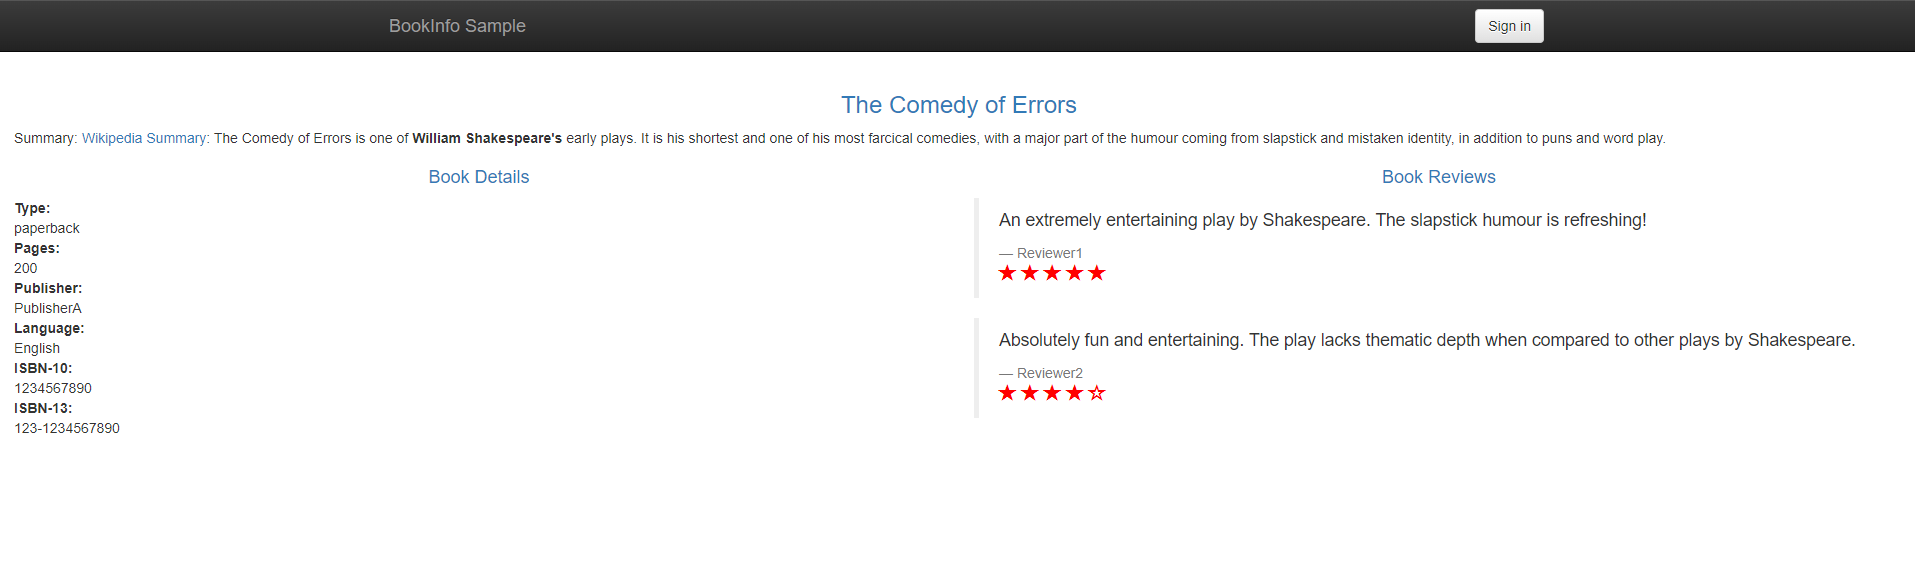 BookInfo Sample
Sign in
The Comedy of Errors
Summary: Wikipedia Summary: The Comedy of Errors is one of William Shakespeare's early plays. It is his shortest and one of his most farcical comedies, with a major part of the humour coming from slapstick and mistaken identity, in addition to puns and word play.
Book Details
Type:
paperback
Pages:
200
Publisher:
PublisherA
Language:
English
ISBN-10:
1234567890
ISBN-13:
123-1234567890
Book Reviews
An extremely entertaining play by Shakespeare. The slapstick humour is refreshing!
— Reviewer1
★★★★★
Absolutely fun and entertaining. The play lacks thematic depth when compared to other plays by Shakespeare.
— Reviewer2
★★★★☆